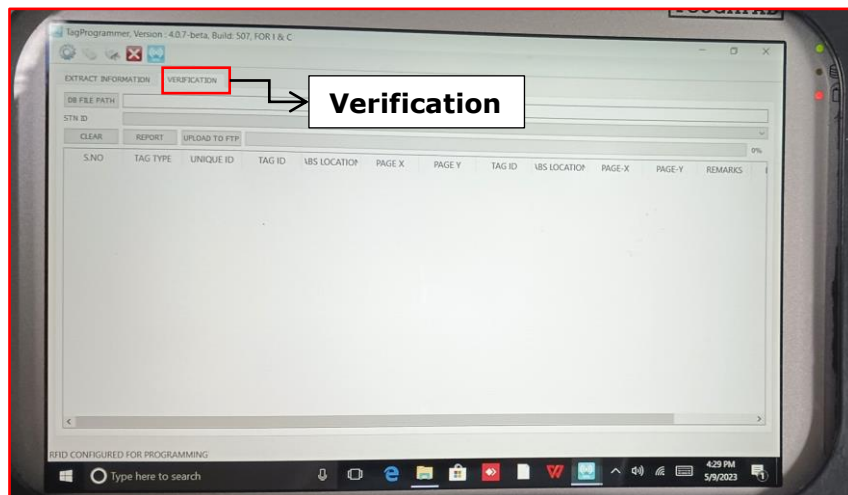 TagProgrammer, Version : 4.0.7-beta, Build: 507, FOR I & C
EXTRACT INFORMATION VERIFICATION
Verification
DB FILE PATH
STN ID
CLEAR REPORT UPLOAD TO FTP
0%
S.NO TAG TYPE UNIQUE ID TAG ID ABS LOCATION PAGE X PAGE Y TAG ID ABS LOCATION PAGE-X PAGE-Y REMARKS
RFID CONFIGURED FOR PROGRAMMING
Type here to search
4:29 PM
5/9/2023